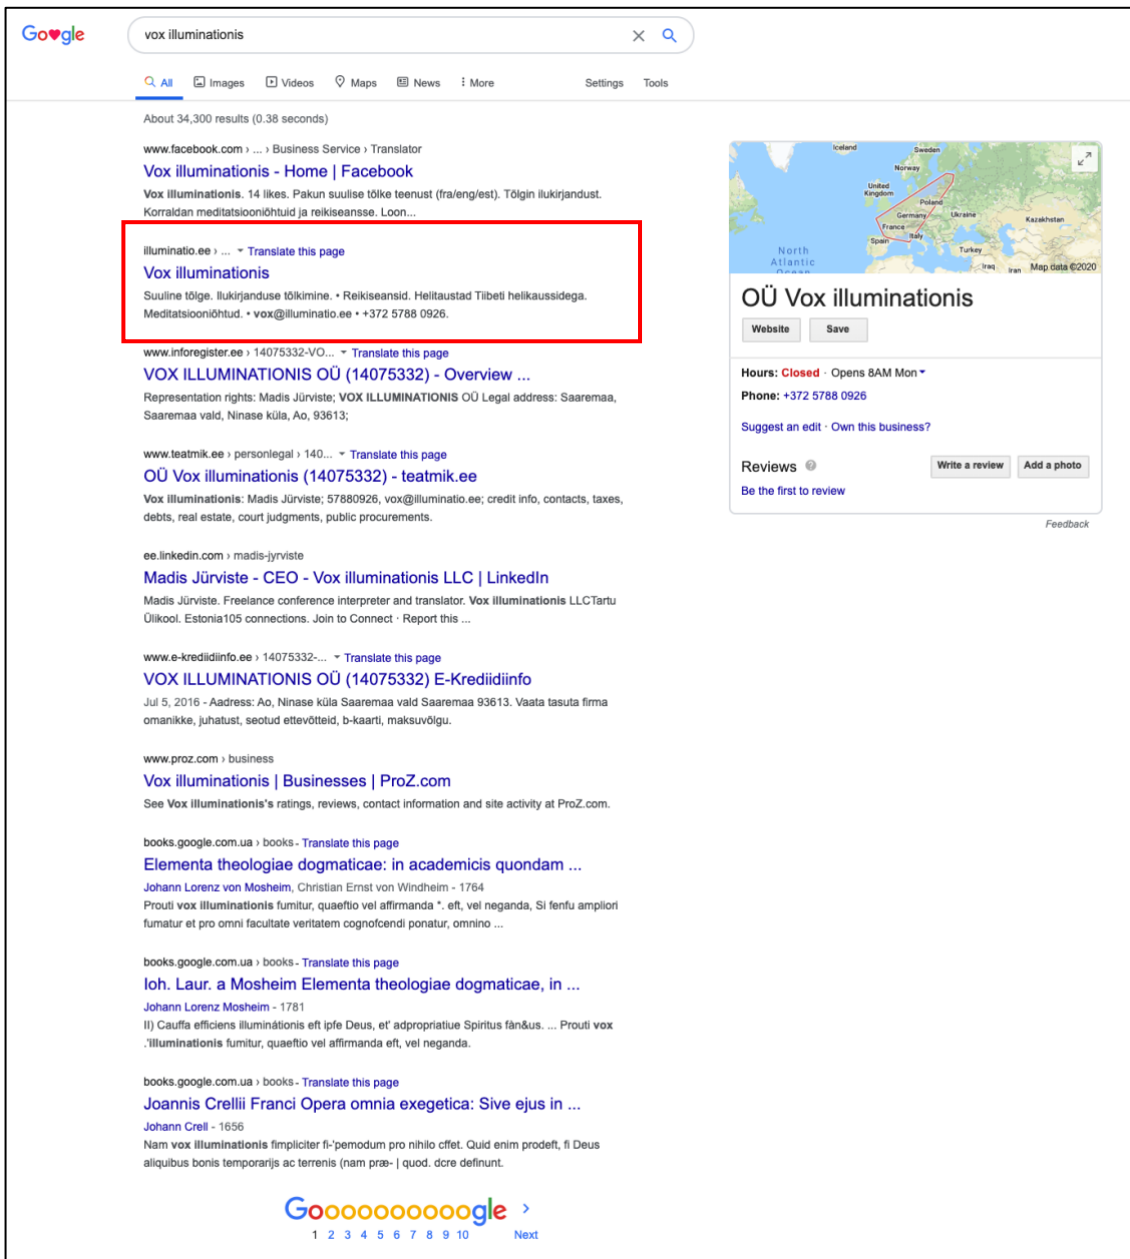 Go♥gle
vox illuminationis
All Images Videos Maps News More Settings Tools
About 34,300 results (0.38 seconds)
www.facebook.com › ... › Business Service › Translator
Vox illuminationis - Home | Facebook
Vox illuminationis. 14 likes. Pakun suulise tõlke teenust (fra/eng/est). Tõlgin ilukirjandust.
Korraldan meditatsiooniõhtuid ja reikiseansse. Loon...
illuminatio.ee › ... Translate this page
Vox illuminationis
Suuline tõlge. Ilukirjanduse tõlkimine. • Reikiseansid. Helitaustad Tiibeti helikaussidega.
Meditatsiooniõhtud. • vox@illuminatio.ee • +372 5788 0926.
www.inforegister.ee › 14075332-VO... Translate this page
VOX ILLUMINATIONIS OÜ (14075332) - Overview ...
Representation rights: Madis Jürviste; VOX ILLUMINATIONIS OÜ Legal address: Saaremaa,
Saaremaa vald, Ninase küla, Ao, 93613;
www.teatmik.ee › personlegal › 140... Translate this page
OÜ Vox illuminationis (14075332) - teatmik.ee
Vox illuminationis: Madis Jürviste; 57880926, vox@illuminatio.ee; credit info, contacts, taxes,
debts, real estate, court judgments, public procurements.
ee.linkedin.com › madis-jyrviste
Madis Jürviste - CEO - Vox illuminationis LLC | LinkedIn
Madis Jürviste. Freelance conference interpreter and translator. Vox illuminationis LLCTartu
Ülikool. Estonia105 connections. Join to Connect · Report this ...
www.e-krediidiinfo.ee › 14075332-... Translate this page
VOX ILLUMINATIONIS OÜ (14075332) E-Krediidiinfo
Jul 5, 2016 - Aadress: Ao, Ninase küla Saaremaa vald Saaremaa 93613. Vaata tasuta firma
omanikke, juhatust, seotud ettevõtteid, b-kaarti, maksuvõlgu.
www.proz.com › business
Vox illuminationis | Businesses | ProZ.com
See Vox illuminationis's ratings, reviews, contact information and site activity at ProZ.com.
books.google.com.ua › books - Translate this page
Elementa theologiae dogmaticae: in academicis quondam ...
Johann Lorenz von Mosheim, Christian Ernst von Windheim - 1764
Prouti vox illuminationis fumitur, quaeftio vel affirmanda *. eft, vel neganda, Si fenfu ampliori
fumatur et pro omni facultate veritatem cognofcendi ponatur, omnino ...
books.google.com.ua › books - Translate this page
Ioh. Laur. a Mosheim Elementa theologiae dogmaticae, in ...
Johann Lorenz Mosheim - 1781
II) Cauffa efficiens illuminátionis eft ipfe Deus, et' adpropriatiue Spiritus fàn&us. ... Prouti vox
.'illuminationis fumitur, quaeftio vel affirmanda eft, vel neganda.
books.google.com.ua › books - Translate this page
Joannis Crellii Franci Opera omnia exegetica: Sive ejus in ...
Johann Crell - 1656
Nam vox illuminationis fimpliciter fi-'pemodum pro nihilo cffet. Quid enim prodeft, fi Deus
aliquibus bonis temporarijs ac terrenis (nam præ- | quod. dcre definunt.
Goooooooooogle ›
1 2 3 4 5 6 7 8 9 10 Next
Iceland
Sweden
Norway
United
Kingdom
Poland
Germany
Ukraine
Kazakhstan
France
Italy
Spain
Turkey
North
Atlantic
Ocean
Iraq
Iran
Map data ©2020
OÜ Vox illuminationis
Website Save
Hours: Closed · Opens 8AM Mon
Phone: +372 5788 0926
Suggest an edit · Own this business?
Reviews ? Write a review Add a photo
Be the first to review
Feedback